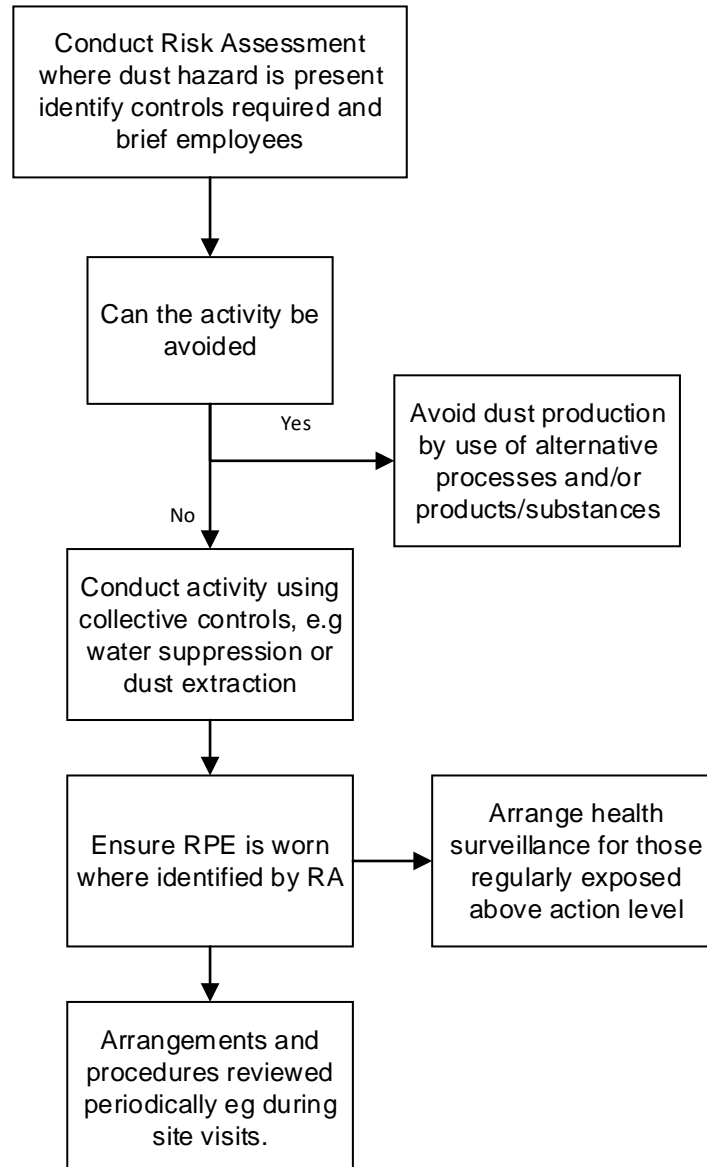 Conduct Risk Assessment
where dust hazard is present
identify controls required and
brief employees
Can the activity be
avoided
Yes
Avoid dust production
by use of alternative
processes and/or
products/substances
No
Conduct activity using
collective controls, e.g
water suppression or
dust extraction
Ensure RPE is worn
where identified by RA
Arrange health
surveillance for those
regularly exposed
above action level
Arrangements and
procedures reviewed
periodically eg during
site visits.